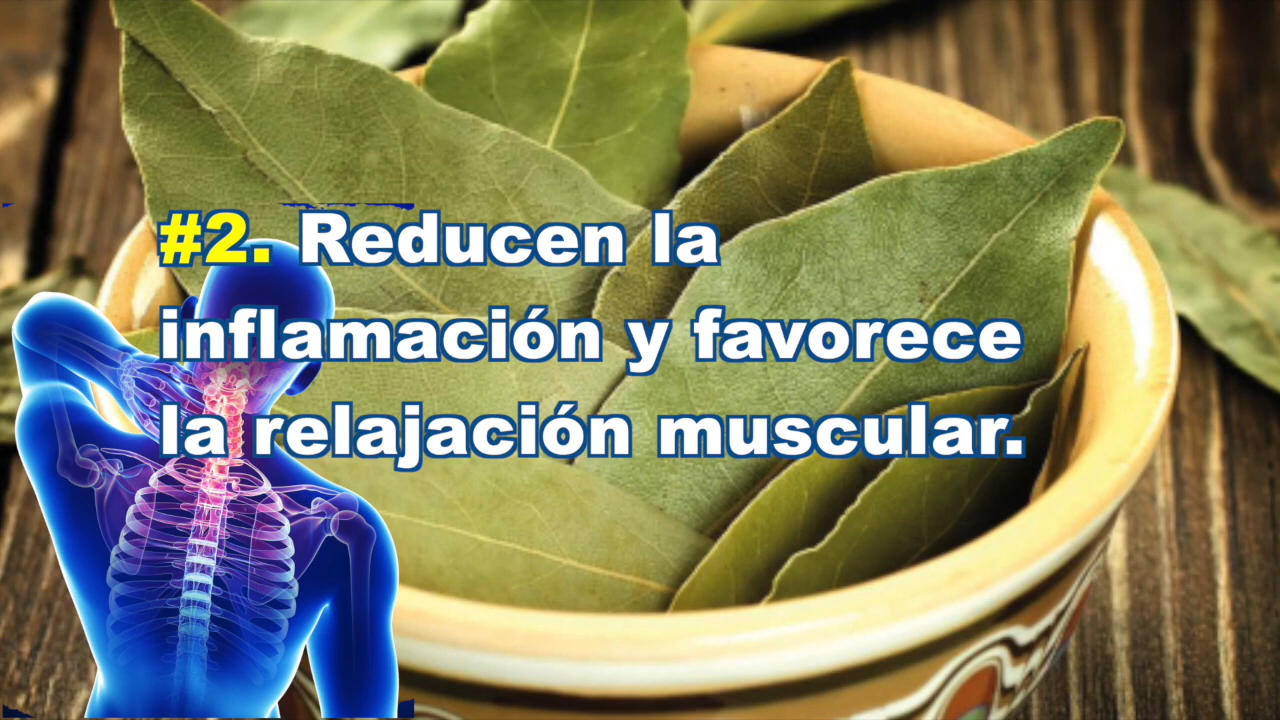 #2. Reducen la
inflamación y favorece
la relajación muscular.